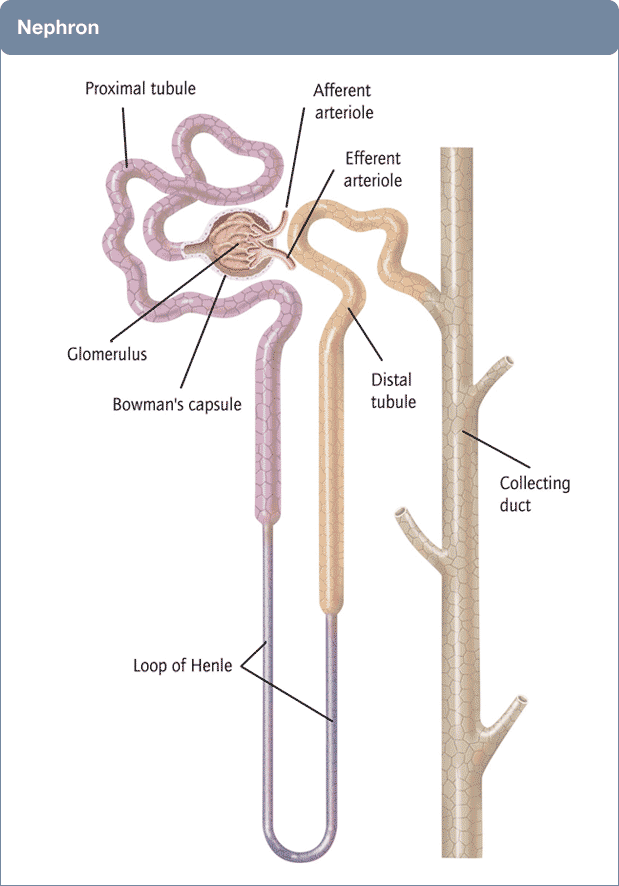 Nephron
Proximal tubule
Afferent
arteriole
Efferent
arteriole
Glomerulus
Bowman's capsule
Distal
tubule
Collecting
duct
Loop of Henle